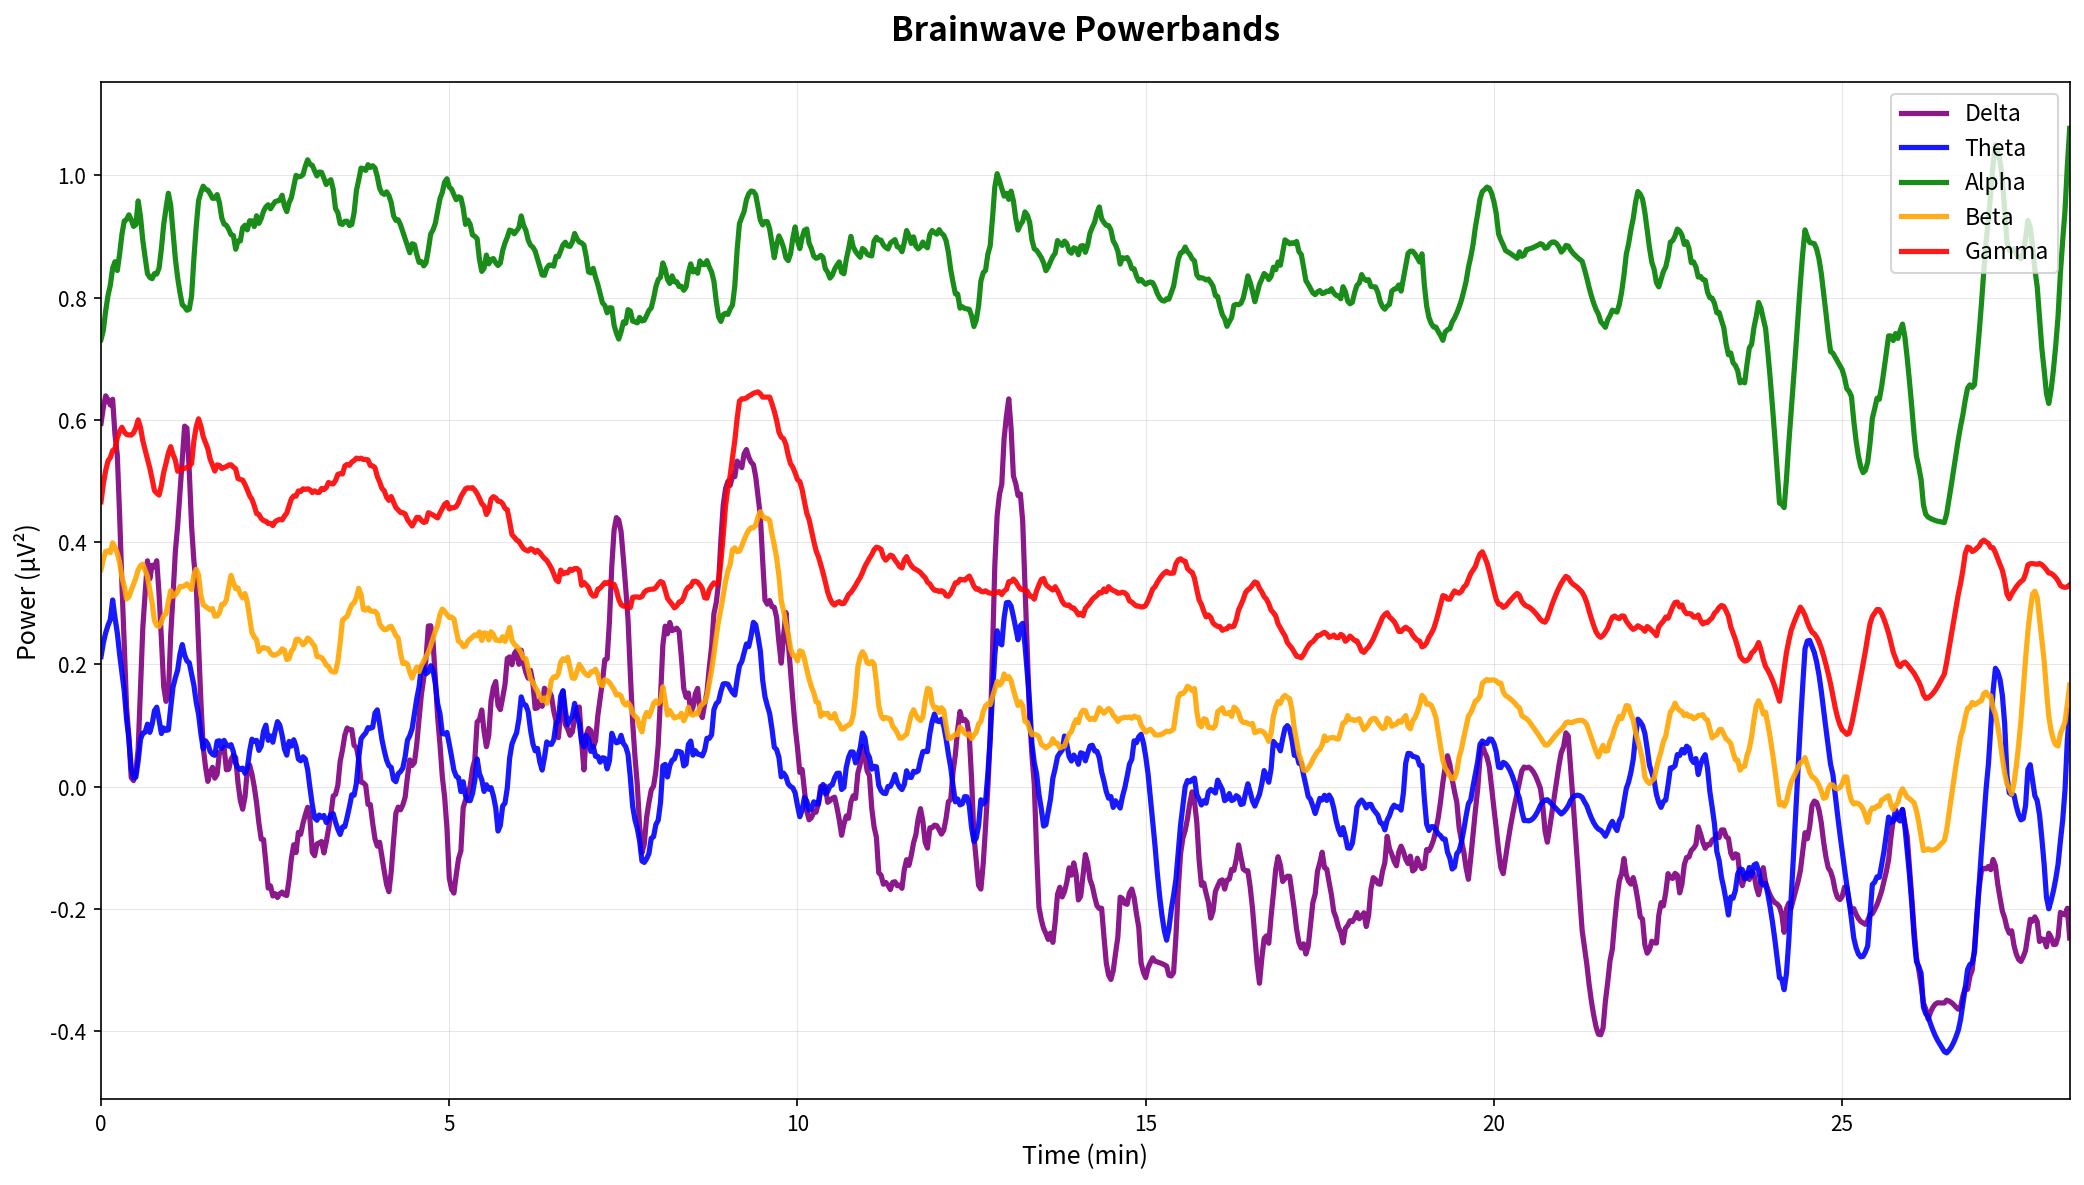 Brainwave Powerbands
Delta
Theta
Alpha
Beta
Gamma
Power (μV²)
1.0
0.8
0.6
0.4
0.2
0.0
-0.2
-0.4
0
5
10
15
20
25
Time (min)